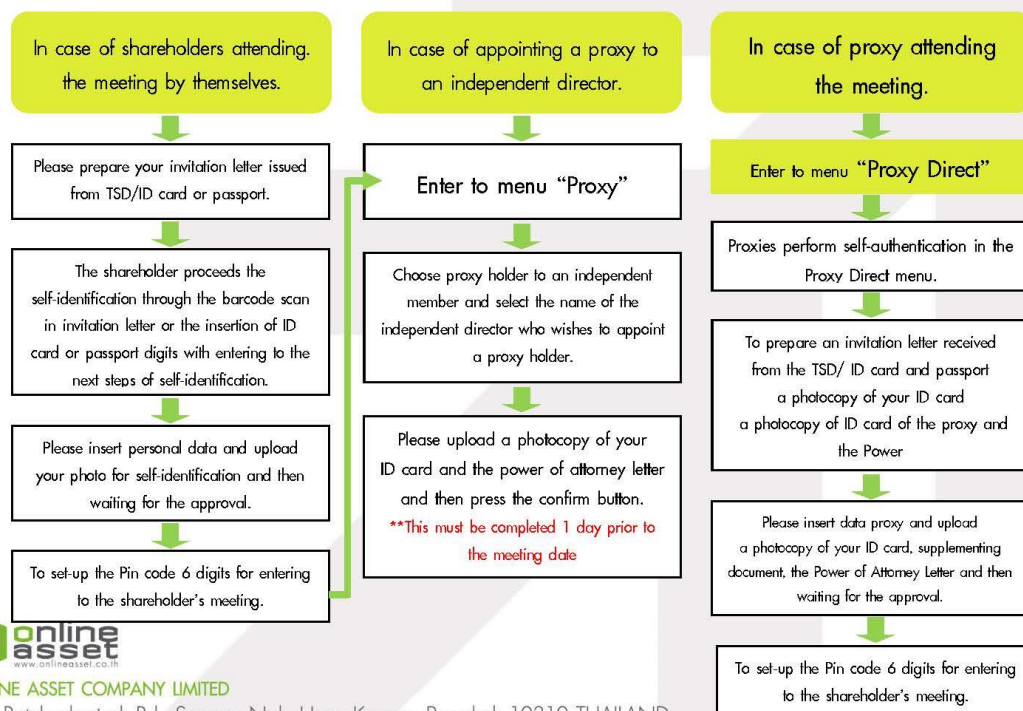 In case of shareholders attending.
the meeting by themselves.
Please prepare your invitation letter issued
from TSD/ID card or passport.
The shareholder proceeds the
self-identification through the barcode scan
in invitation letter or the insertion of ID
card or passport digits with entering to the
next steps of self-identification.
Please insert personal data and upload
your photo for self-identification and then
waiting for the approval.
To set-up the Pin code 6 digits for entering
to the shareholder's meeting.
In case of appointing a proxy to
an independent director.
Enter to menu “Proxy”
Choose proxy holder to an independent
member and select the name of the
independent director who wishes to appoint
a proxy holder.
Please upload a photocopy of your
ID card and the power of attorney letter
and then press the confirm button.
**This must be completed 1 day prior to
the meeting date
In case of proxy attending
the meeting.
Enter to menu “Proxy Direct”
Proxies perform self-authentication in the
Proxy Direct menu.
To prepare an invitation letter received
from the TSD/ ID card and passport
a photocopy of your ID card
a photocopy of ID card of the proxy and
the Power
Please insert data proxy and upload
a photocopy of your ID card, supplementing
document, the Power of Attorney Letter and then
waiting for the approval.
To set-up the Pin code 6 digits for entering
to the shareholder's meeting.
online
asset
www.onlineasset.co.th
NE ASSET COMPANY LIMITED
10210 THAILAND